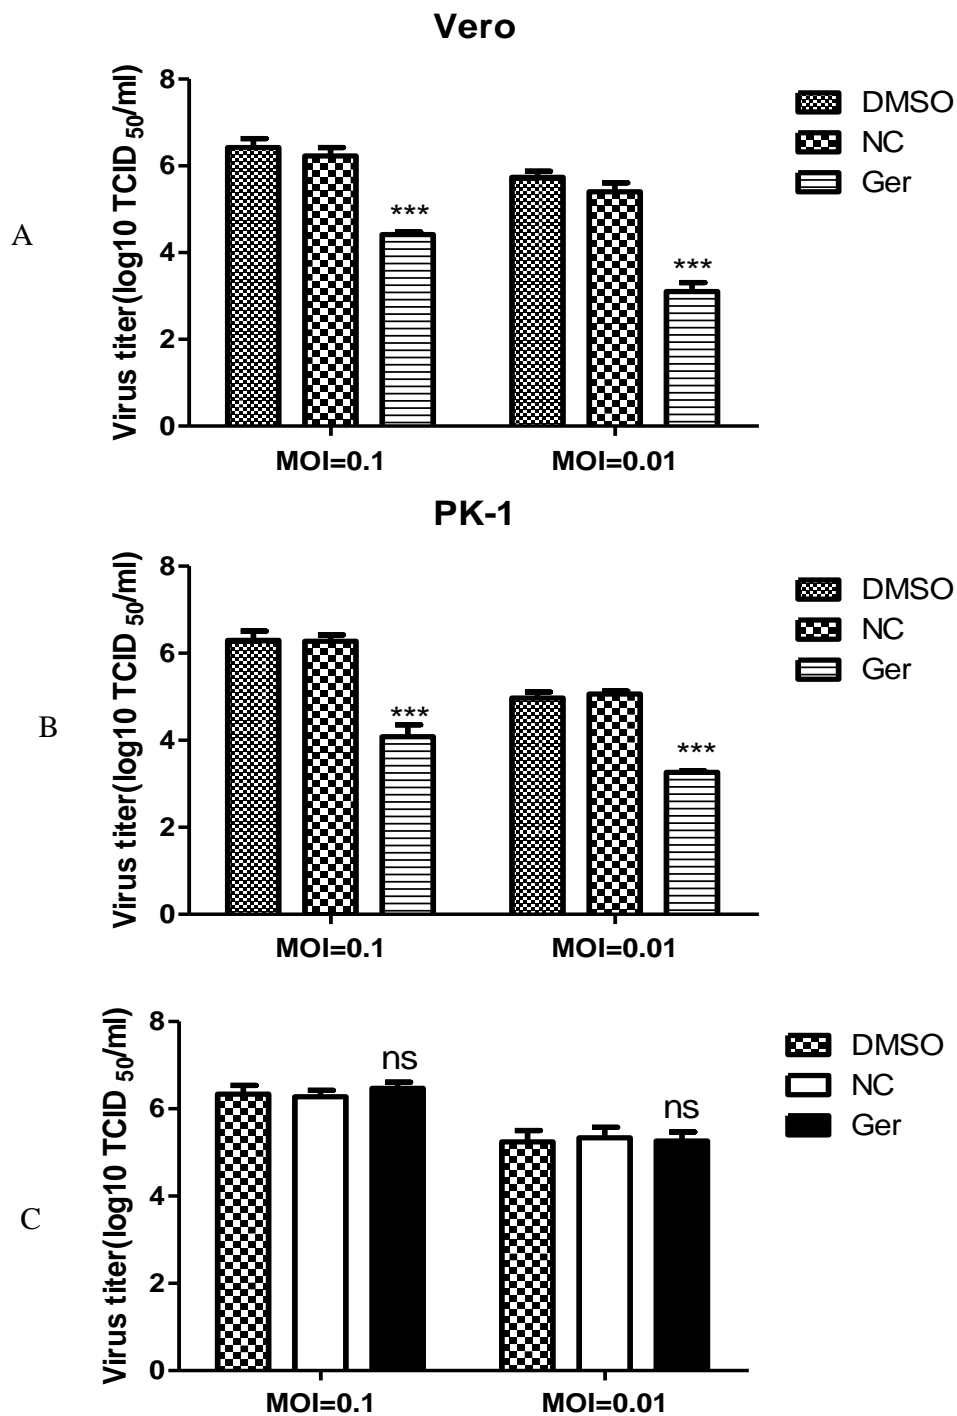 Vero
A
Virus titer(log10 TCID 50/ml)
8
6
4
2
0
***
***
MOI=0.1
MOI=0.01
DMSO
NC
Ger
PK-1
B
Virus titer(log10 TCID 50/ml)
8
6
4
2
0
***
***
MOI=0.1
MOI=0.01
DMSO
NC
Ger
C
Virus titer(log10 TCID 50/ml)
8
6
4
2
0
ns
ns
MOI=0.1
MOI=0.01
DMSO
NC
Ger